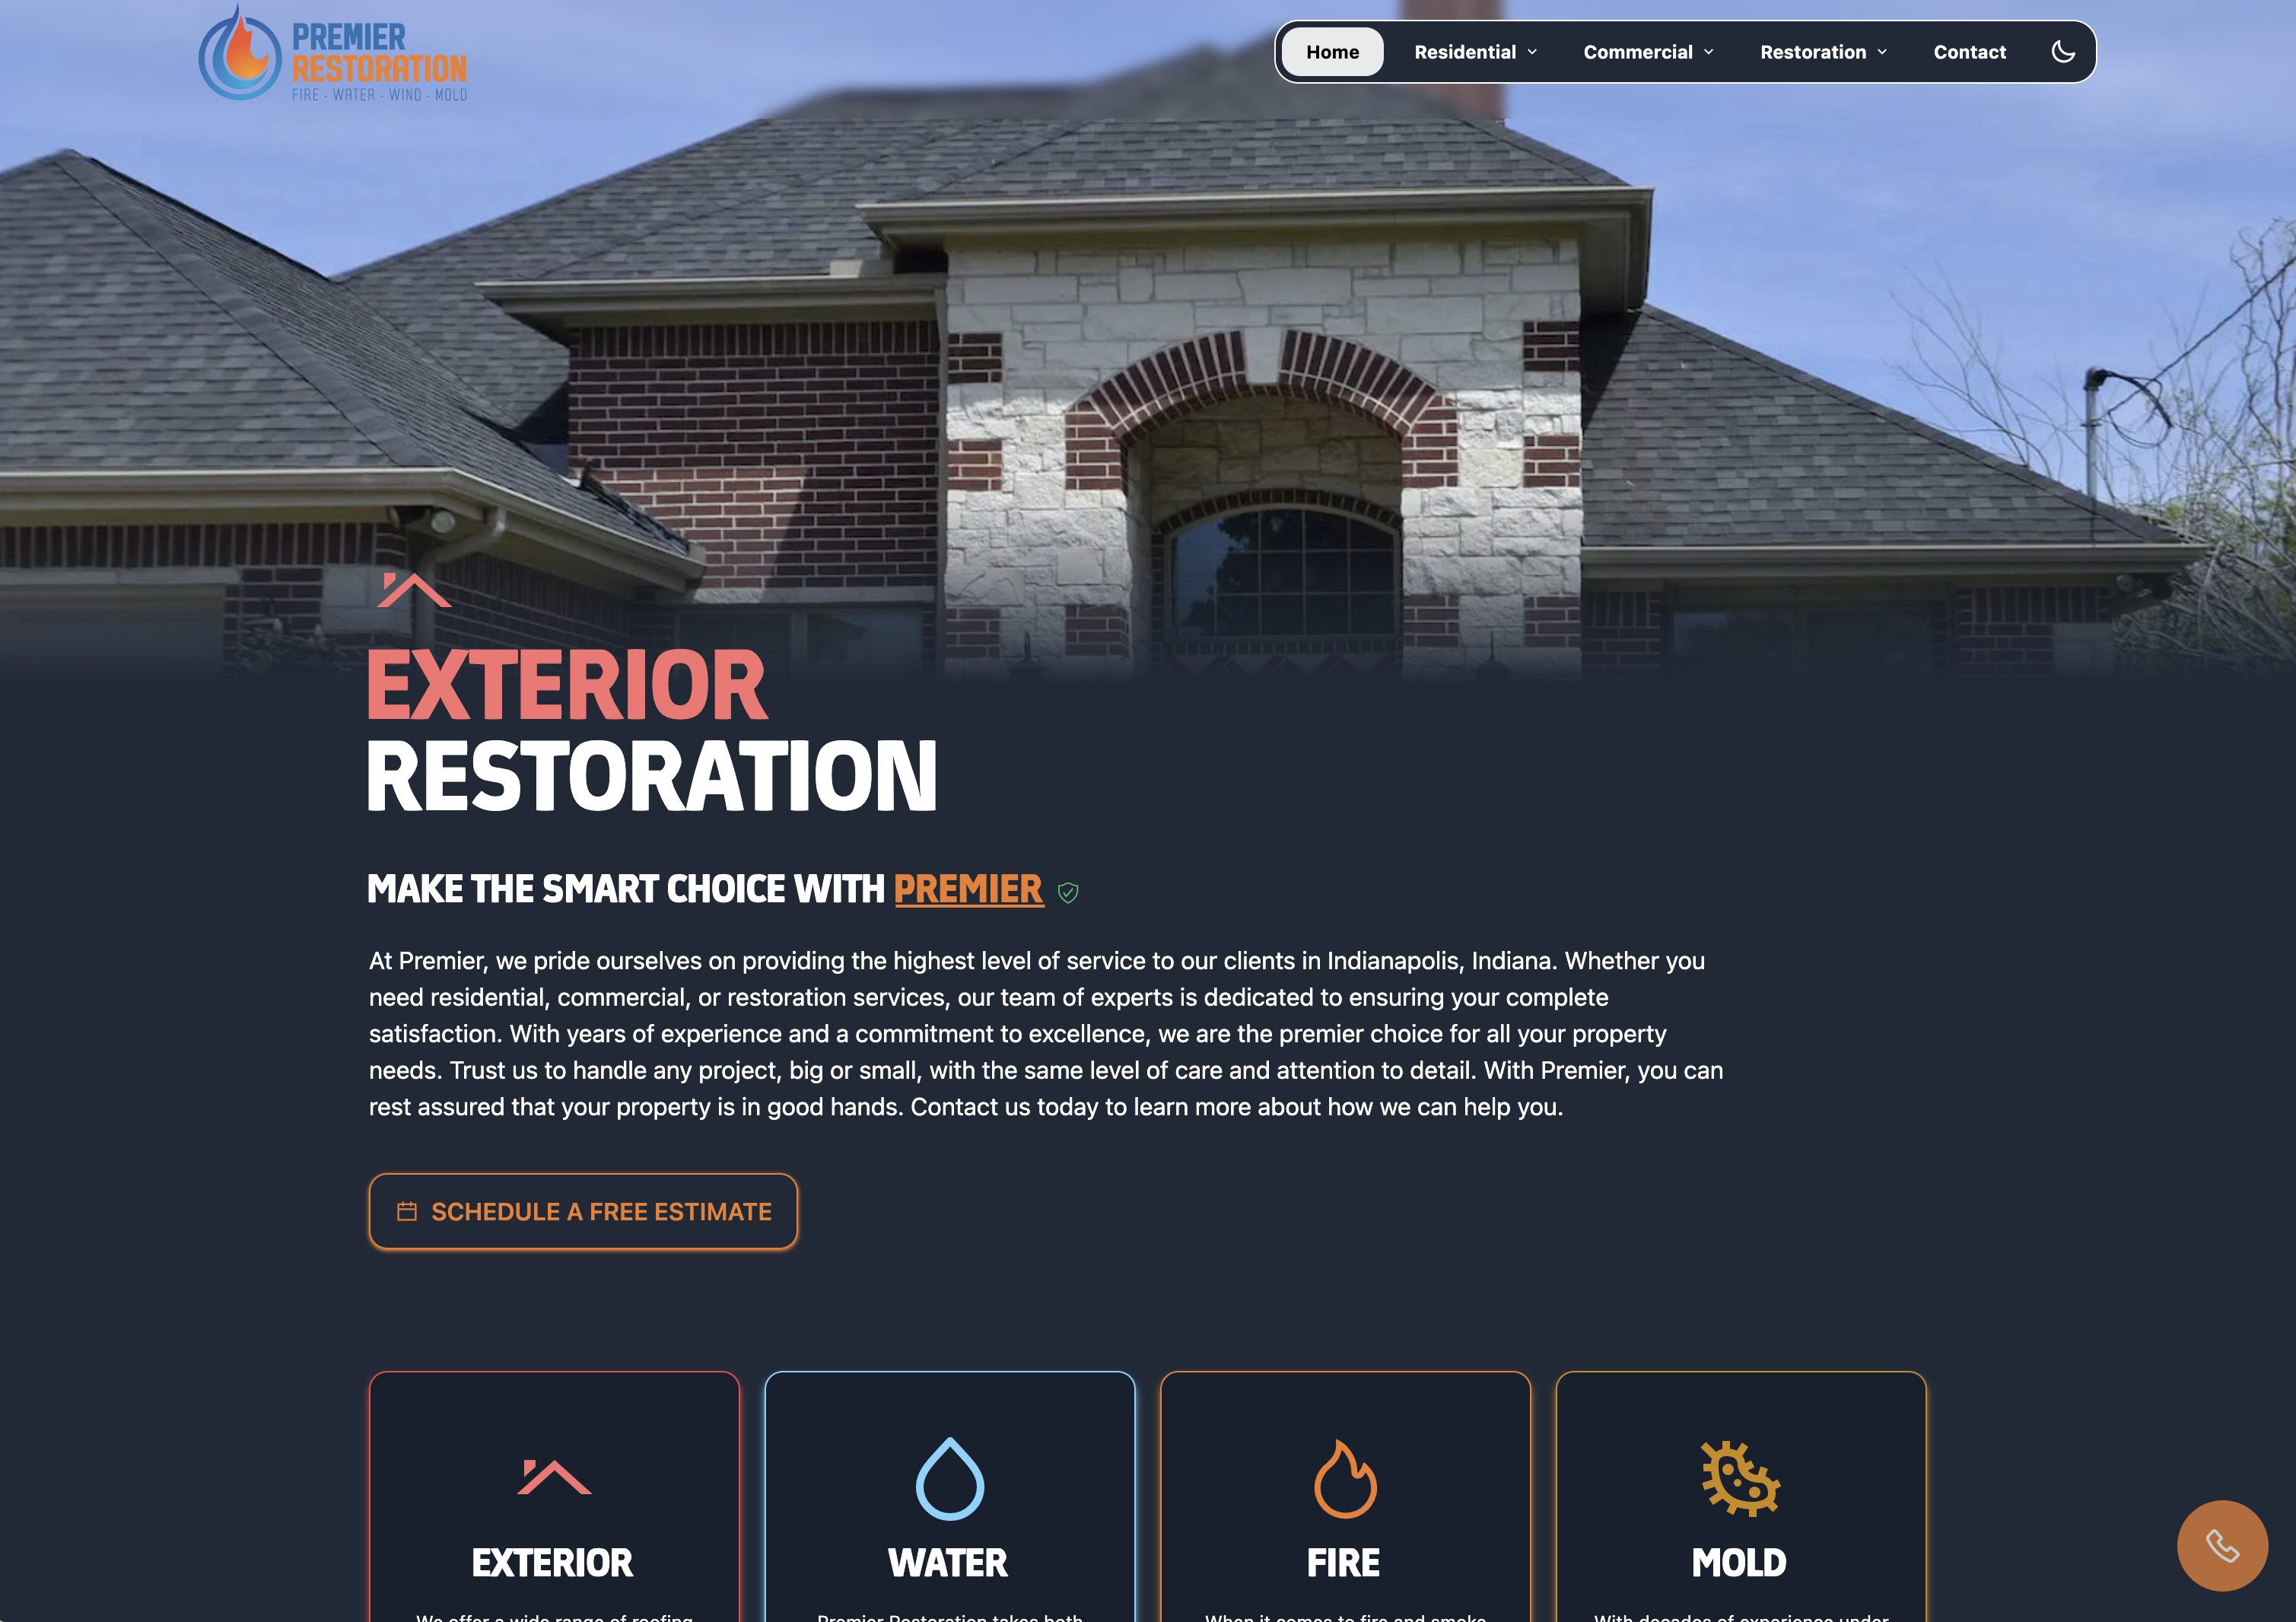 PREMIER
RESTORATION
FIRE · WATER · WIND · MOLD
Home Residential Commercial Restoration Contact
EXTERIOR
RESTORATION
MAKE THE SMART CHOICE WITH PREMIER
At Premier, we pride ourselves on providing the highest level of service to our clients in Indianapolis, Indiana. Whether you
need residential, commercial, or restoration services, our team of experts is dedicated to ensuring your complete
satisfaction. With years of experience and a commitment to excellence, we are the premier choice for all your property
needs. Trust us to handle any project, big or small, with the same level of care and attention to detail. With Premier, you can
rest assured that your property is in good hands. Contact us today to learn more about how we can help you.
SCHEDULE A FREE ESTIMATE
EXTERIOR
We offer a wide range of roofing
WATER
Premier Restoration takes both
FIRE
When it comes to fire and smoke
MOLD
With decades of experience under